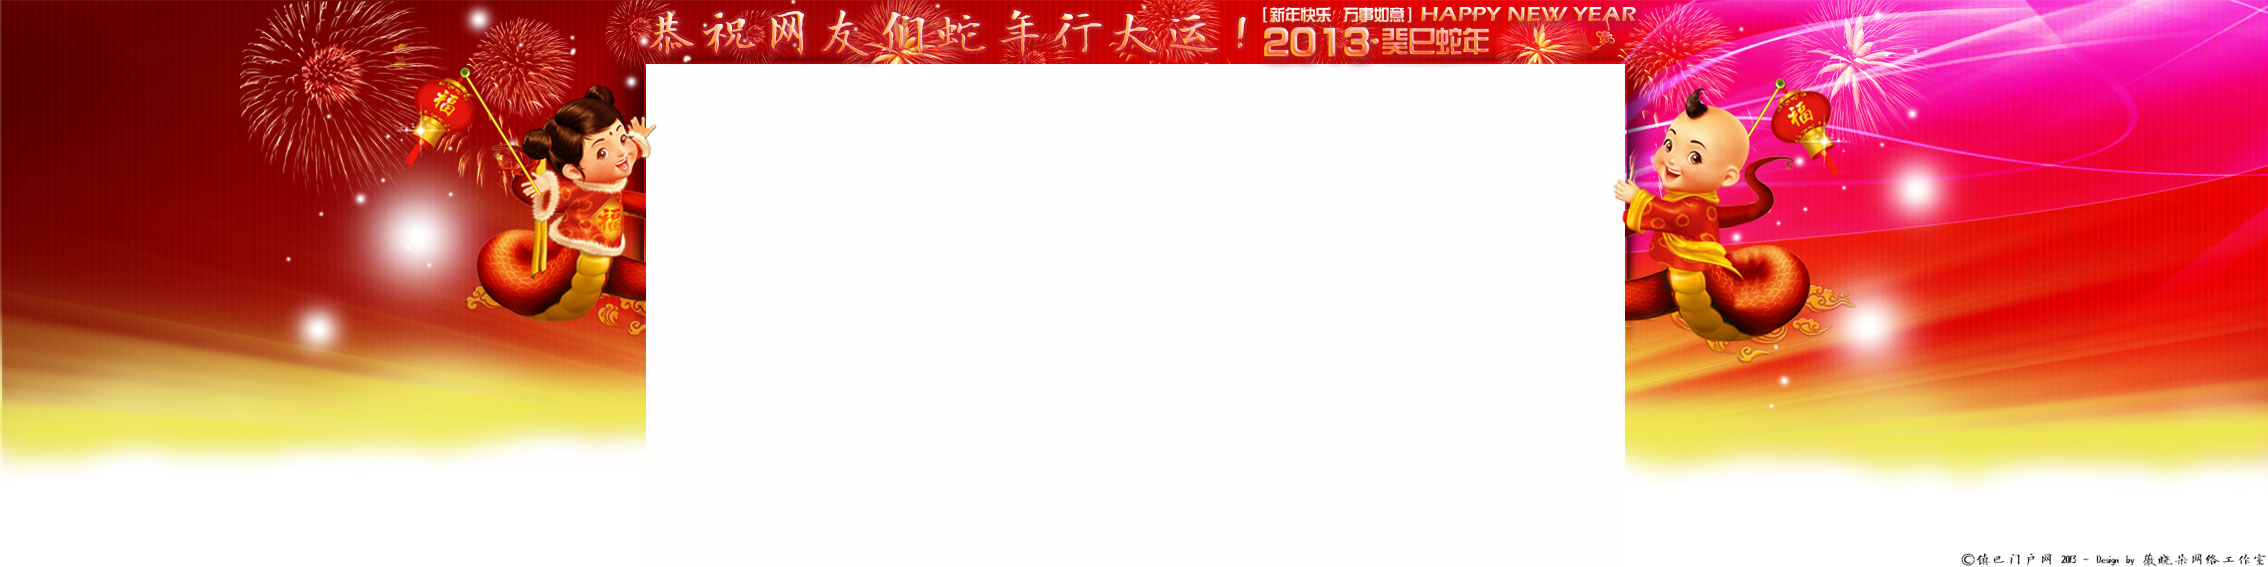 恭祝网友们蛇年行大运！
[新年快乐！万事如意] HAPPY NEW YEAR
2013·癸巳蛇年
福
福
福
©镇巴门户网 2013 - Design by 薇晓朵网络工作室